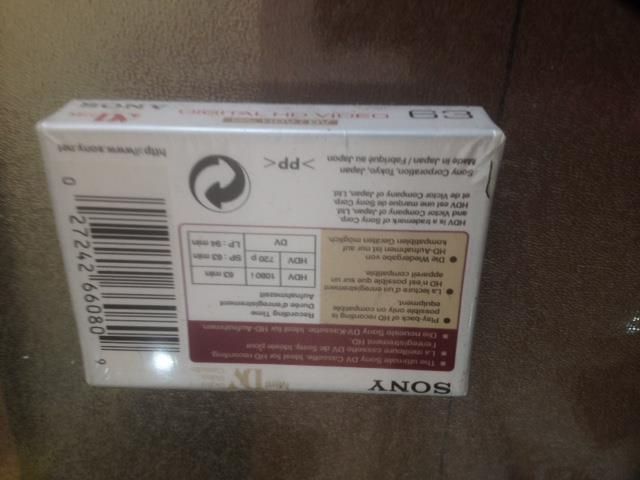 SONY
Mini DV
Digital Video Cassette
The ultimate Sony DV Cassette. Ideal for HD recording.
La meilleure cassette DV de Sony. Idéale pour
l'enregistrement HD.
Die neueste Sony DV-Kassette. Ideal für HD-Aufnahmen.
Play-back of HD recording is
possible only on compatible
equipment.
La lecture d'un enregistrement
HD n'est possible que sur un
appareil compatible.
Die Wiedergabe von
HD-Aufnahmen ist nur auf
kompatiblen Geräten möglich.
Recording Time
Durée d'enregistrement
Aufnahmezeit
HDV 1080 i 63 min
HDV 720 p SP : 63 min
DV LP : 94 min
HDV is a trademark of Sony Corp.
and Victor Company of Japan, Ltd.
HDV est une marque de Sony Corp.
et de Victor Company of Japan, Ltd.
Sony Corporation, Tokyo, Japan
Made in Japan / Fabriqué au Japon
>PP<
http://www.sony.net
0 27242 66080 9
63
DIGITAL HD VIDEO
SONY